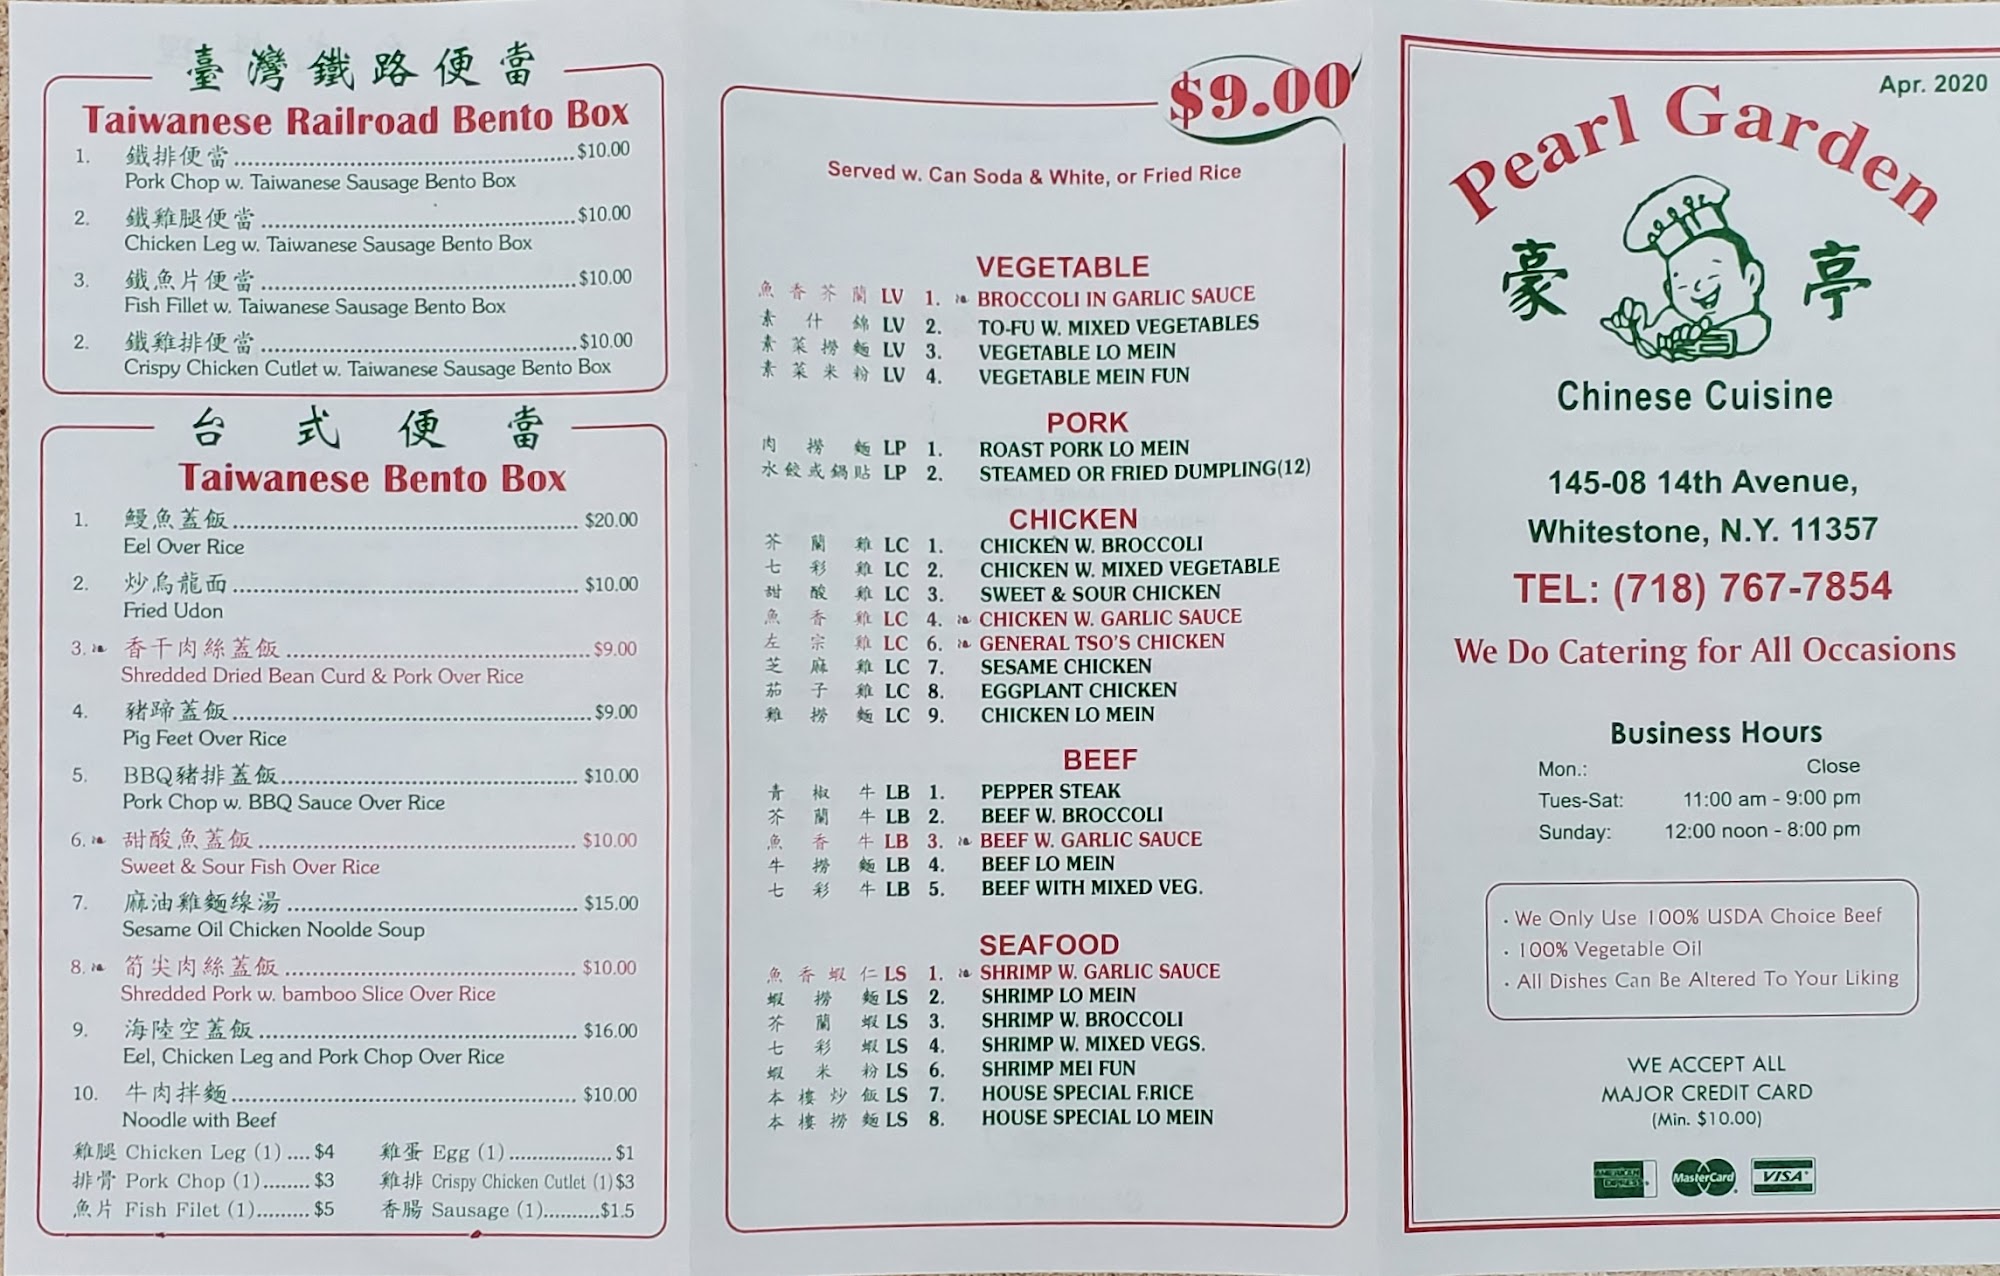 臺灣鐵路便當
Taiwanese Railroad Bento Box
1. 鐵排便當 $10.00
Pork Chop w. Taiwanese Sausage Bento Box
2. 鐵雞腿便當 $10.00
Chicken Leg w. Taiwanese Sausage Bento Box
3. 鐵魚片便當 $10.00
Fish Fillet w. Taiwanese Sausage Bento Box
2. 鐵雞排便當 $10.00
Crispy Chicken Cutlet w. Taiwanese Sausage Bento Box
台式便當
Taiwanese Bento Box
1. 鰻魚蓋飯 $20.00
Eel Over Rice
2. 炒烏龍面 $10.00
Fried Udon
3. 香干肉絲蓋飯 $9.00
Shredded Dried Bean Curd & Pork Over Rice
4. 豬蹄蓋飯 $9.00
Pig Feet Over Rice
5. BBQ豬排蓋飯 $10.00
Pork Chop w. BBQ Sauce Over Rice
6. 甜酸魚蓋飯 $10.00
Sweet & Sour Fish Over Rice
7. 麻油雞麵線湯 $15.00
Sesame Oil Chicken Noolde Soup
8. 筍尖肉絲蓋飯 $10.00
Shredded Pork w. bamboo Slice Over Rice
9. 海陸空蓋飯 $16.00
Eel, Chicken Leg and Pork Chop Over Rice
10. 牛肉拌麵 $10.00
Noodle with Beef
雞腿 Chicken Leg (1) .... $4 雞蛋 Egg (1) $1
排骨 Pork Chop (1) $3 雞排 Crispy Chicken Cutlet (1) $3
魚片 Fish Filet (1) $5 香腸 Sausage (1) $1.5
$9.00
Served w. Can Soda & White, or Fried Rice
VEGETABLE
魚香芥蘭 LV 1. BROCCOLI IN GARLIC SAUCE
素什錦 LV 2. TO-FU W. MIXED VEGETABLES
素菜撈麵 LV 3. VEGETABLE LO MEIN
素菜米粉 LV 4. VEGETABLE MEIN FUN
PORK
肉撈麵 LP 1. ROAST PORK LO MEIN
水餃或鍋貼 LP 2. STEAMED OR FRIED DUMPLING(12)
CHICKEN
芥蘭雞 LC 1. CHICKEN W. BROCCOLI
七彩雞 LC 2. CHICKEN W. MIXED VEGETABLE
甜酸雞 LC 3. SWEET & SOUR CHICKEN
魚香雞 LC 4. CHICKEN W. GARLIC SAUCE
左宗雞 LC 6. GENERAL TSO'S CHICKEN
芝麻雞 LC 7. SESAME CHICKEN
茄子雞 LC 8. EGGPLANT CHICKEN
雞撈麵 LC 9. CHICKEN LO MEIN
BEEF
青椒牛 LB 1. PEPPER STEAK
芥蘭牛 LB 2. BEEF W. BROCCOLI
魚香牛 LB 3. BEEF W. GARLIC SAUCE
牛撈麵 LB 4. BEEF LO MEIN
七彩牛 LB 5. BEEF WITH MIXED VEG.
SEAFOOD
魚香蝦仁 LS 1. SHRIMP W. GARLIC SAUCE
蝦撈麵 LS 2. SHRIMP LO MEIN
芥蘭蝦 LS 3. SHRIMP W. BROCCOLI
七彩蝦 LS 4. SHRIMP W. MIXED VEGS.
蝦米粉 LS 6. SHRIMP MEI FUN
本樓炒飯 LS 7. HOUSE SPECIAL F.RICE
本樓撈麵 LS 8. HOUSE SPECIAL LO MEIN
Apr. 2020
Pearl Garden
豪亭
Chinese Cuisine
145-08 14th Avenue,
Whitestone, N.Y. 11357
TEL: (718) 767-7854
We Do Catering for All Occasions
Business Hours
Mon.: Close
Tues-Sat: 11:00 am - 9:00 pm
Sunday: 12:00 noon - 8:00 pm
· We Only Use 100% USDA Choice Beef
· 100% Vegetable Oil
· All Dishes Can Be Altered To Your Liking
WE ACCEPT ALL
MAJOR CREDIT CARD
(Min. $10.00)
AMERICAN EXPRESS MasterCard VISA